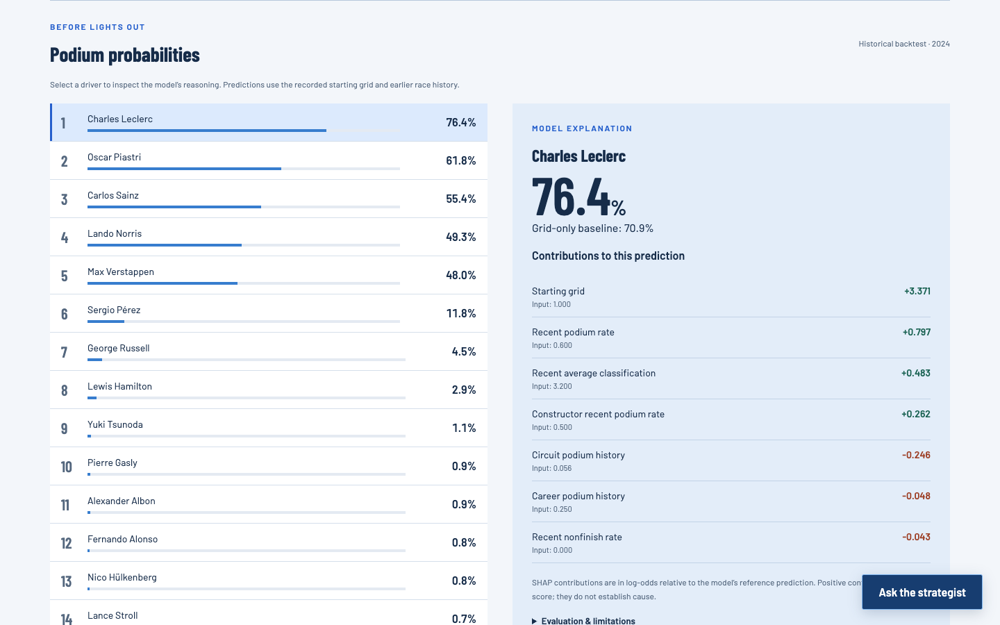 BEFORE LIGHTS OUT
Podium probabilities
Historical backtest · 2024
Select a driver to inspect the model's reasoning. Predictions use the recorded starting grid and earlier race history.
1 Charles Leclerc 76.4%
2 Oscar Piastri 61.8%
3 Carlos Sainz 55.4%
4 Lando Norris 49.3%
5 Max Verstappen 48.0%
6 Sergio Pérez 11.8%
7 George Russell 4.5%
8 Lewis Hamilton 2.9%
9 Yuki Tsunoda 1.1%
10 Pierre Gasly 0.9%
11 Alexander Albon 0.9%
12 Fernando Alonso 0.8%
13 Nico Hülkenberg 0.8%
14 Lance Stroll 0.7%
MODEL EXPLANATION
Charles Leclerc
76.4%
Grid-only baseline: 70.9%
Contributions to this prediction
Starting grid +3.371
Input: 1.000
Recent podium rate +0.797
Input: 0.600
Recent average classification +0.483
Input: 3.200
Constructor recent podium rate +0.262
Input: 0.500
Circuit podium history -0.246
Input: 0.056
Career podium history -0.048
Input: 0.250
Recent nonfinish rate -0.043
Input: 0.000
SHAP contributions are in log-odds relative to the model's reference prediction. Positive
score; they do not establish cause.
Evaluation & limitations
Ask the strategist